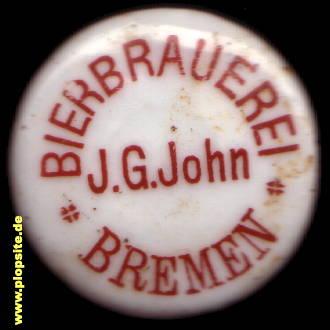 BIERBRAUEREI
J.G.John
* BREMEN *
www.plopsite.de